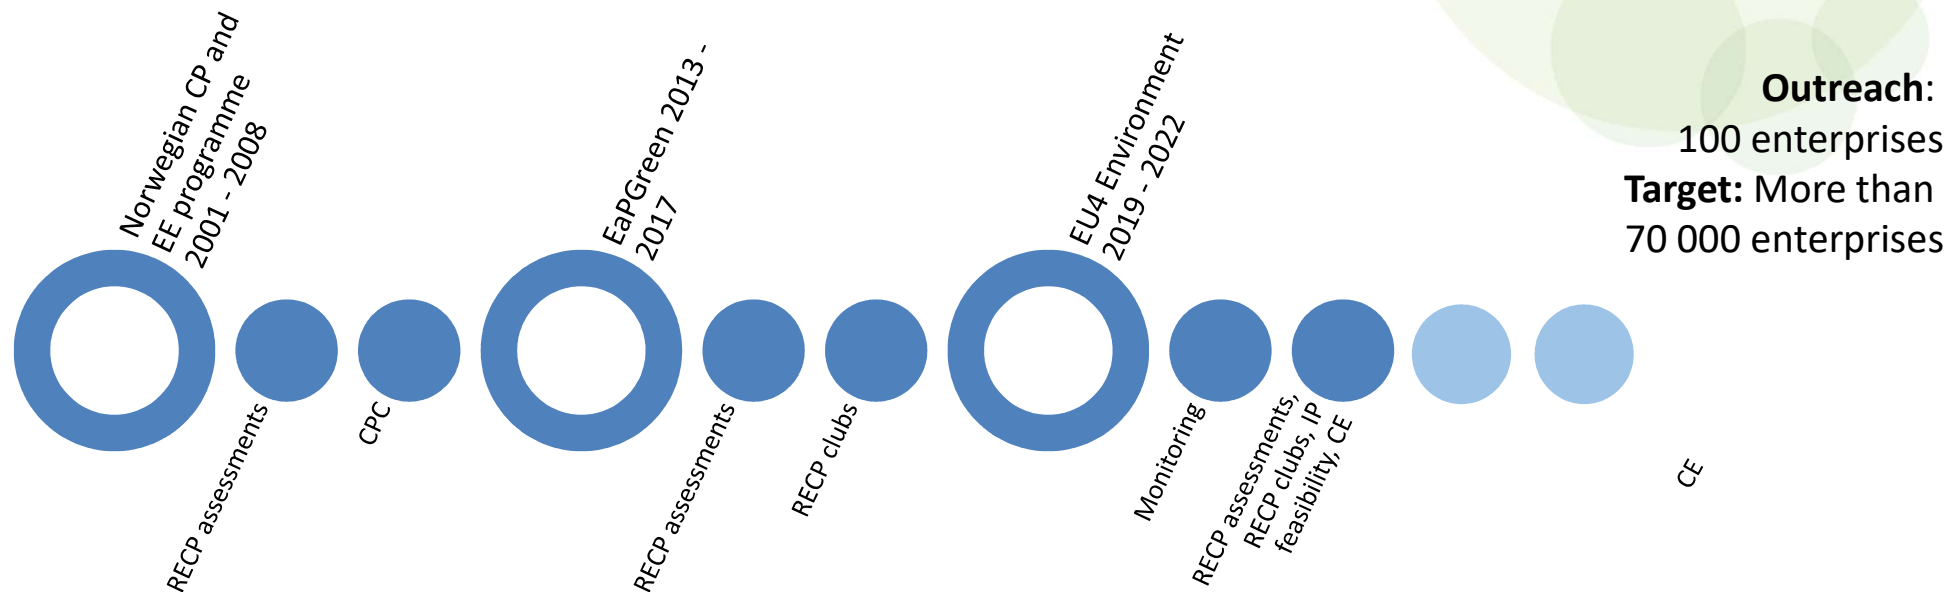 Norwegian CP and
EE programme
2001 - 2008
EaPGreen 2013 -
2017
EU4 Environment
2019 - 2022
Outreach:
100 enterprises
Target: More than
70 000 enterprises
RECP assessments
CPC
RECP assessments
RECP clubs
Monitoring
RECP assessments,
RECP clubs, IP
feasibility, CE
CE